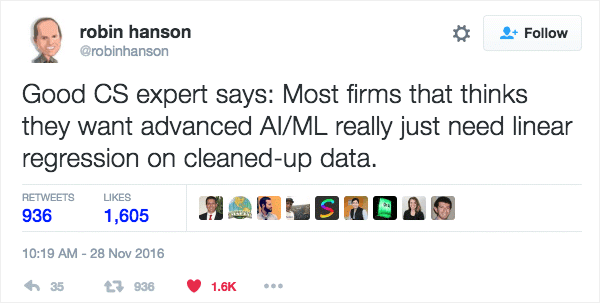 robin hanson
@robinhanson
Follow
Good CS expert says: Most firms that thinks
they want advanced AI/ML really just need linear
regression on cleaned-up data.
RETWEETS LIKES
936 1,605
10:19 AM - 28 Nov 2016
35 936 1.6K